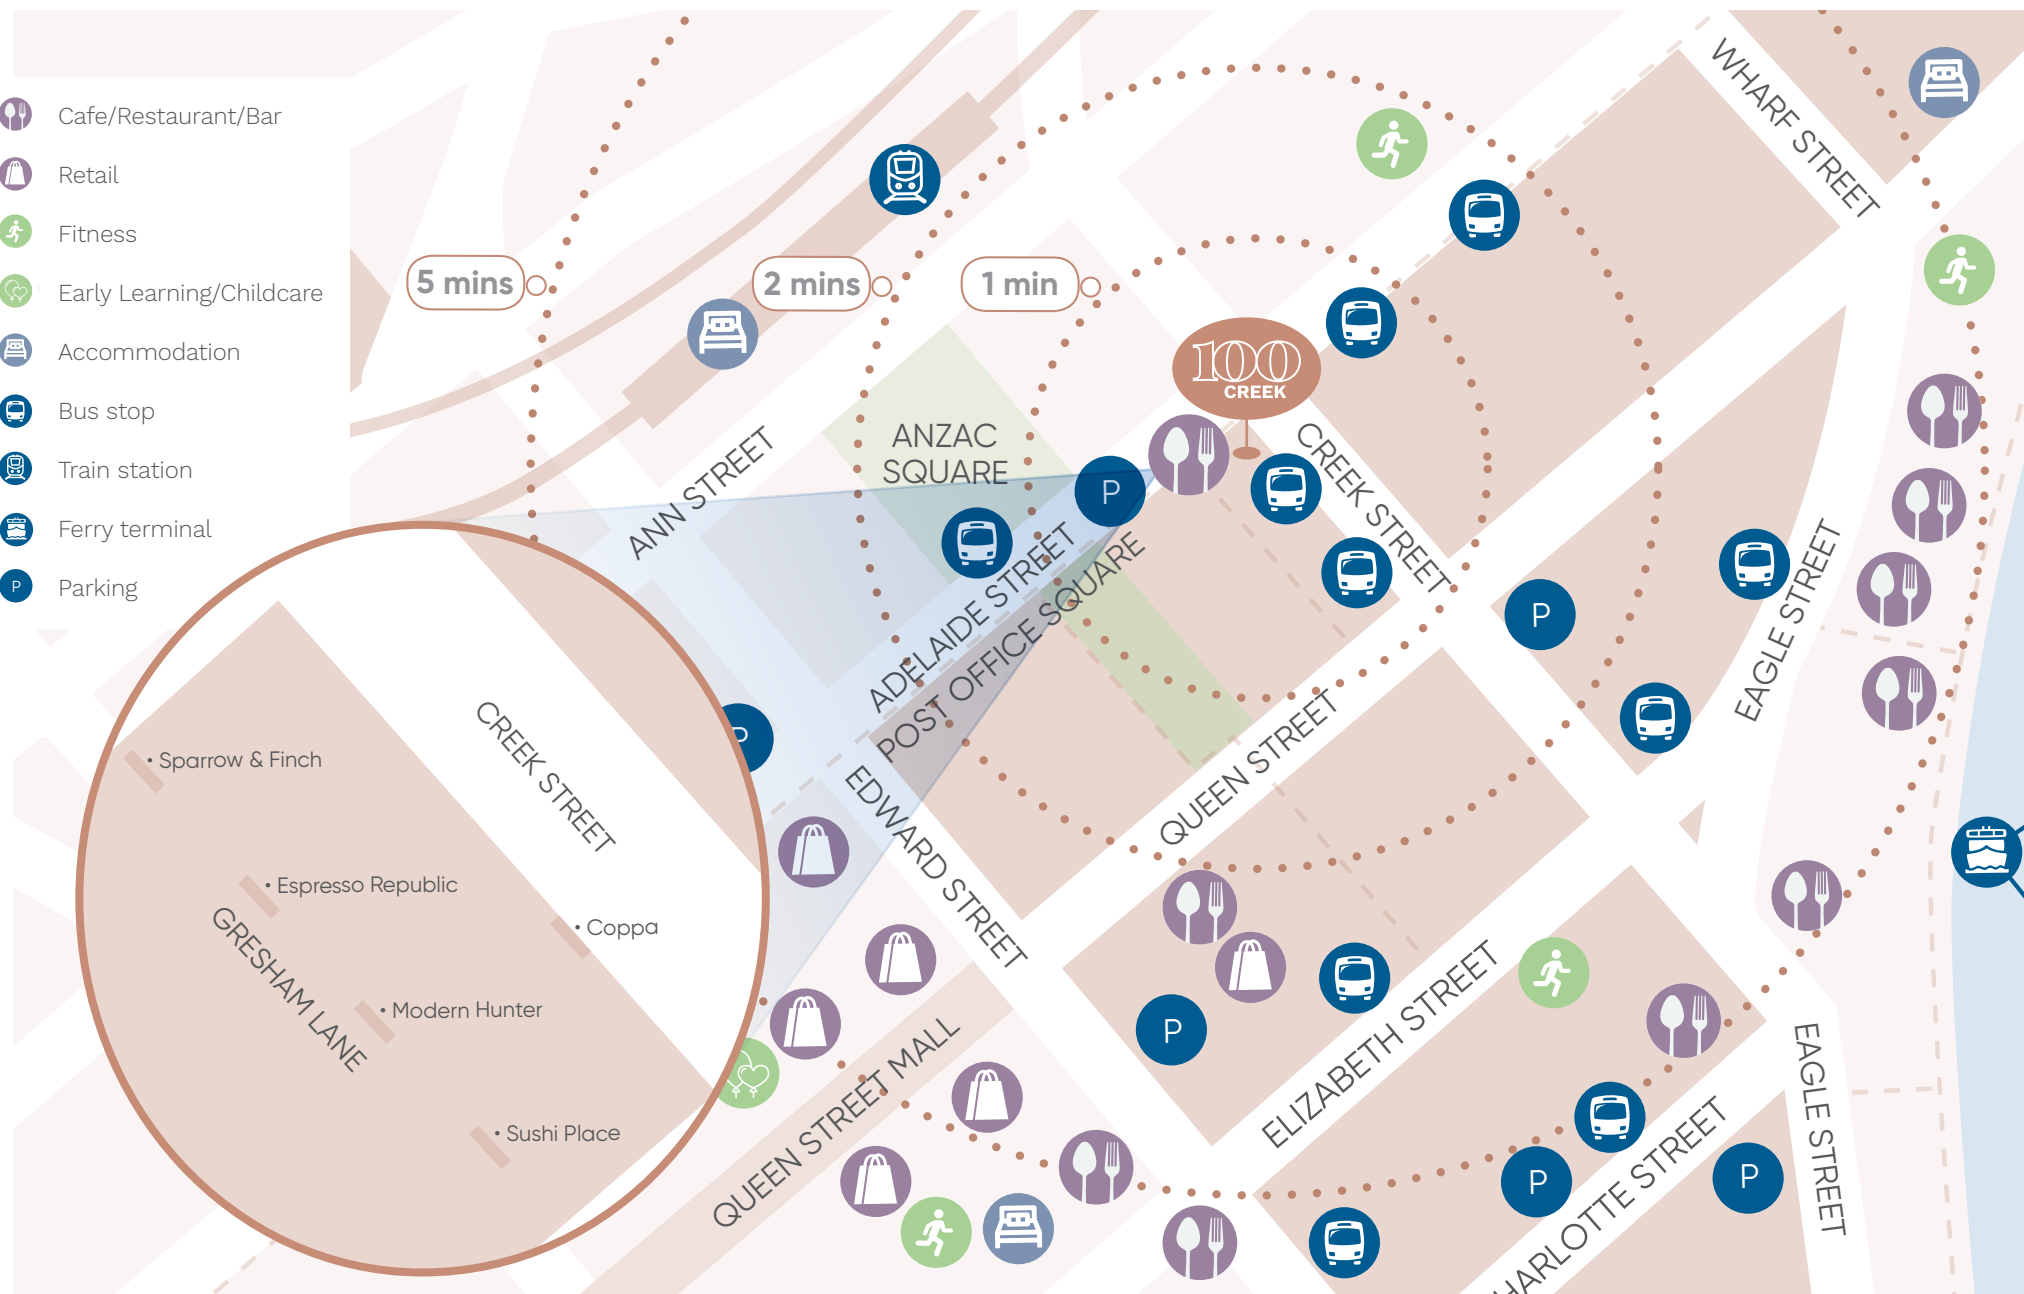 Cafe/Restaurant/Bar
Retail
Fitness
Early Learning/Childcare
Accommodation
Bus stop
Train station
Ferry terminal
P
Parking
5 mins
2 mins
1 min
100
CREEK
WHARF STREET
ANZAC
SQUARE
ANN STREET
P
CREEK STREET
ADELAIDE STREET
POST OFFICE SQUARE
P
EAGLE STREET
QUEEN STREET
EDWARD STREET
P
CREEK STREET
• Sparrow & Finch
• Espresso Republic
• Coppa
GRESHAM LANE
• Modern Hunter
• Sushi Place
QUEEN STREET MALL
P
ELIZABETH STREET
EAGLE STREET
P
P
HARLOTTE STREET